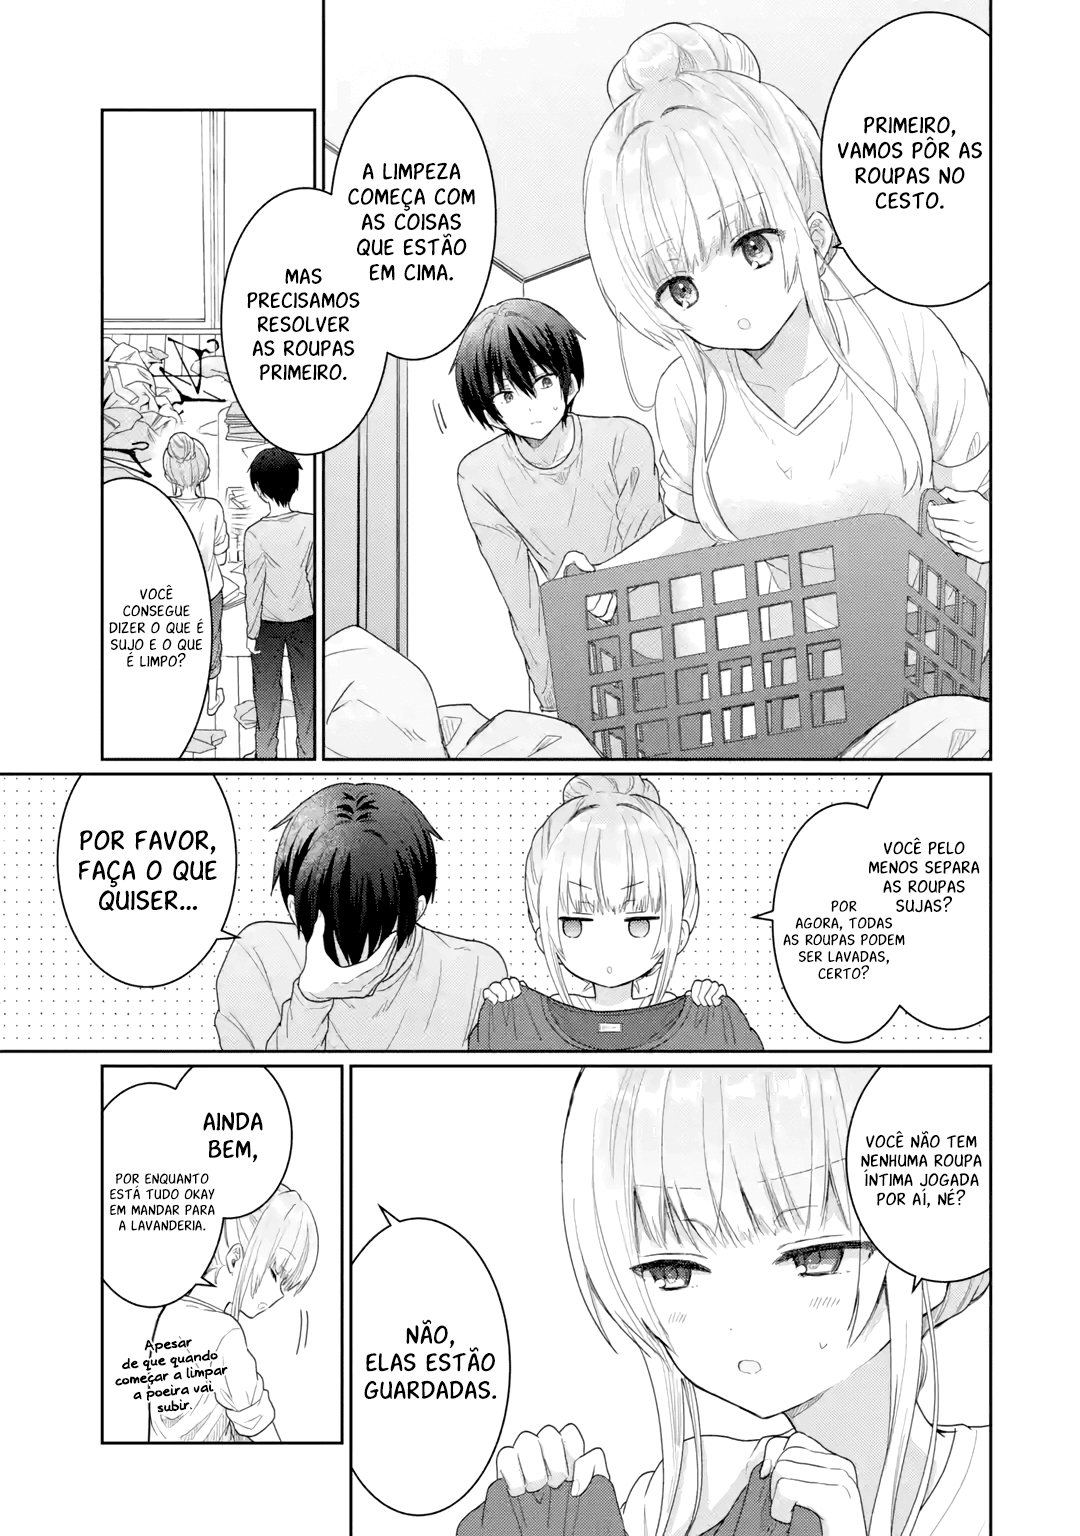 PRIMEIRO,
VAMOS PÔR AS
ROUPAS NO
CESTO.
A LIMPEZA
COMEÇA COM
AS COISAS
QUE ESTÃO
EM CIMA.
MAS
PRECISAMOS
RESOLVER
AS ROUPAS
PRIMEIRO.
VOCÊ
CONSEGUE
DIZER O QUE É
SUJO E O QUE
É LIMPO?
VOCÊ PELO
MENOS SEPARA
AS ROUPAS
SUJAS?
POR
AGORA, TODAS
AS ROUPAS PODEM
SER LAVADAS,
CERTO?
POR FAVOR,
FAÇA O QUE
QUISER...
VOCÊ NÃO TEM
NENHUMA ROUPA
ÍNTIMA JOGADA
POR AÍ, NÉ?
NÃO,
ELAS ESTÃO
GUARDADAS.
AINDA
BEM,
POR ENQUANTO
ESTÁ TUDO OKAY
EM MANDAR PARA
A LAVANDERIA.
Apesar
de que quando
começar a limpar
a poeira vai
subir.